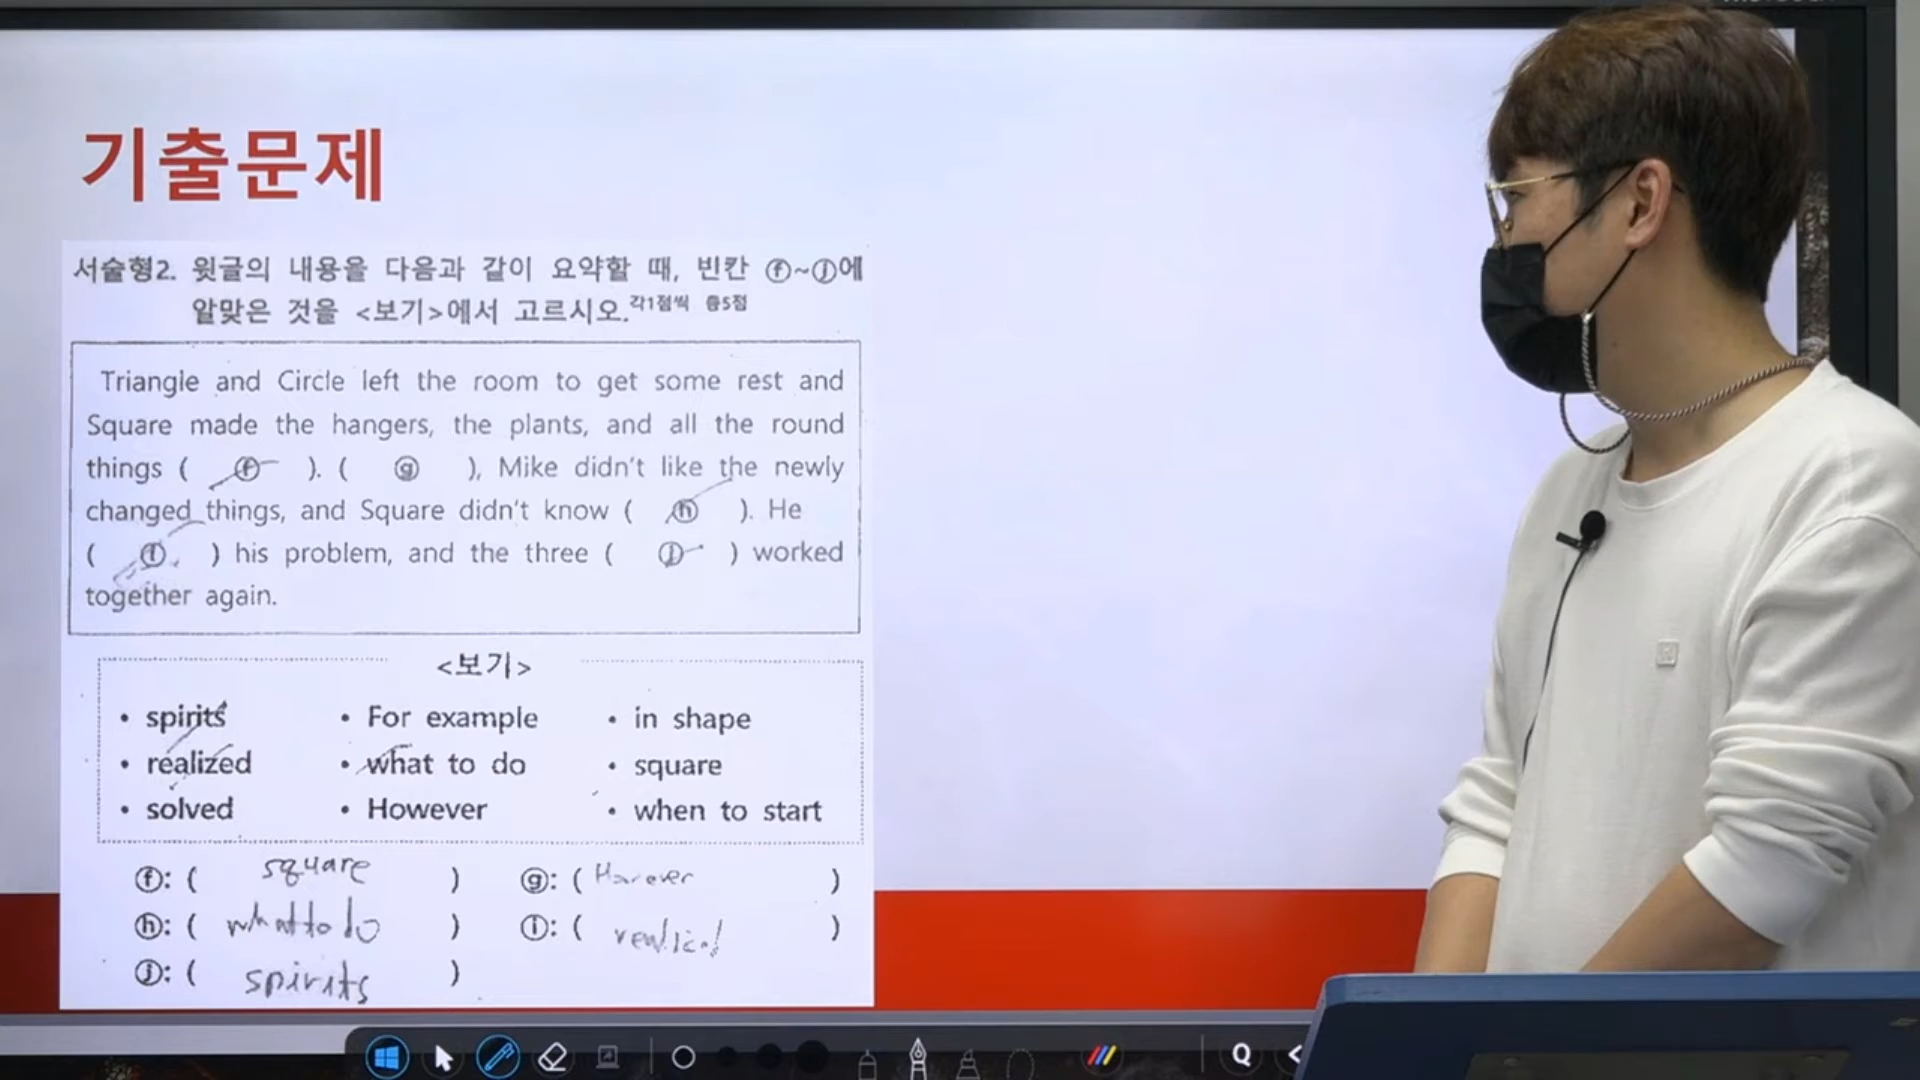 기출문제
서술형2. 윗글의 내용을 다음과 같이 요약할 때, 빈칸 ⓕ~ⓙ에
알맞은 것을 <보기>에서 고르시오. 각1점씩 총5점
Triangle and Circle left the room to get some rest and
Square made the hangers, the plants, and all the round
things ( ⓕ ). ( ⓖ ), Mike didn't like the newly
changed things, and Square didn't know ( ⓗ ). He
( ⓘ ) his problem, and the three ( ⓙ ) worked
together again.
<보기>
• spirits • For example • in shape
• realized • what to do • square
• solved • However • when to start
ⓕ: ( square ) ⓖ: ( However )
ⓗ: ( what to do ) ⓘ: ( realized )
ⓙ: ( spirits )